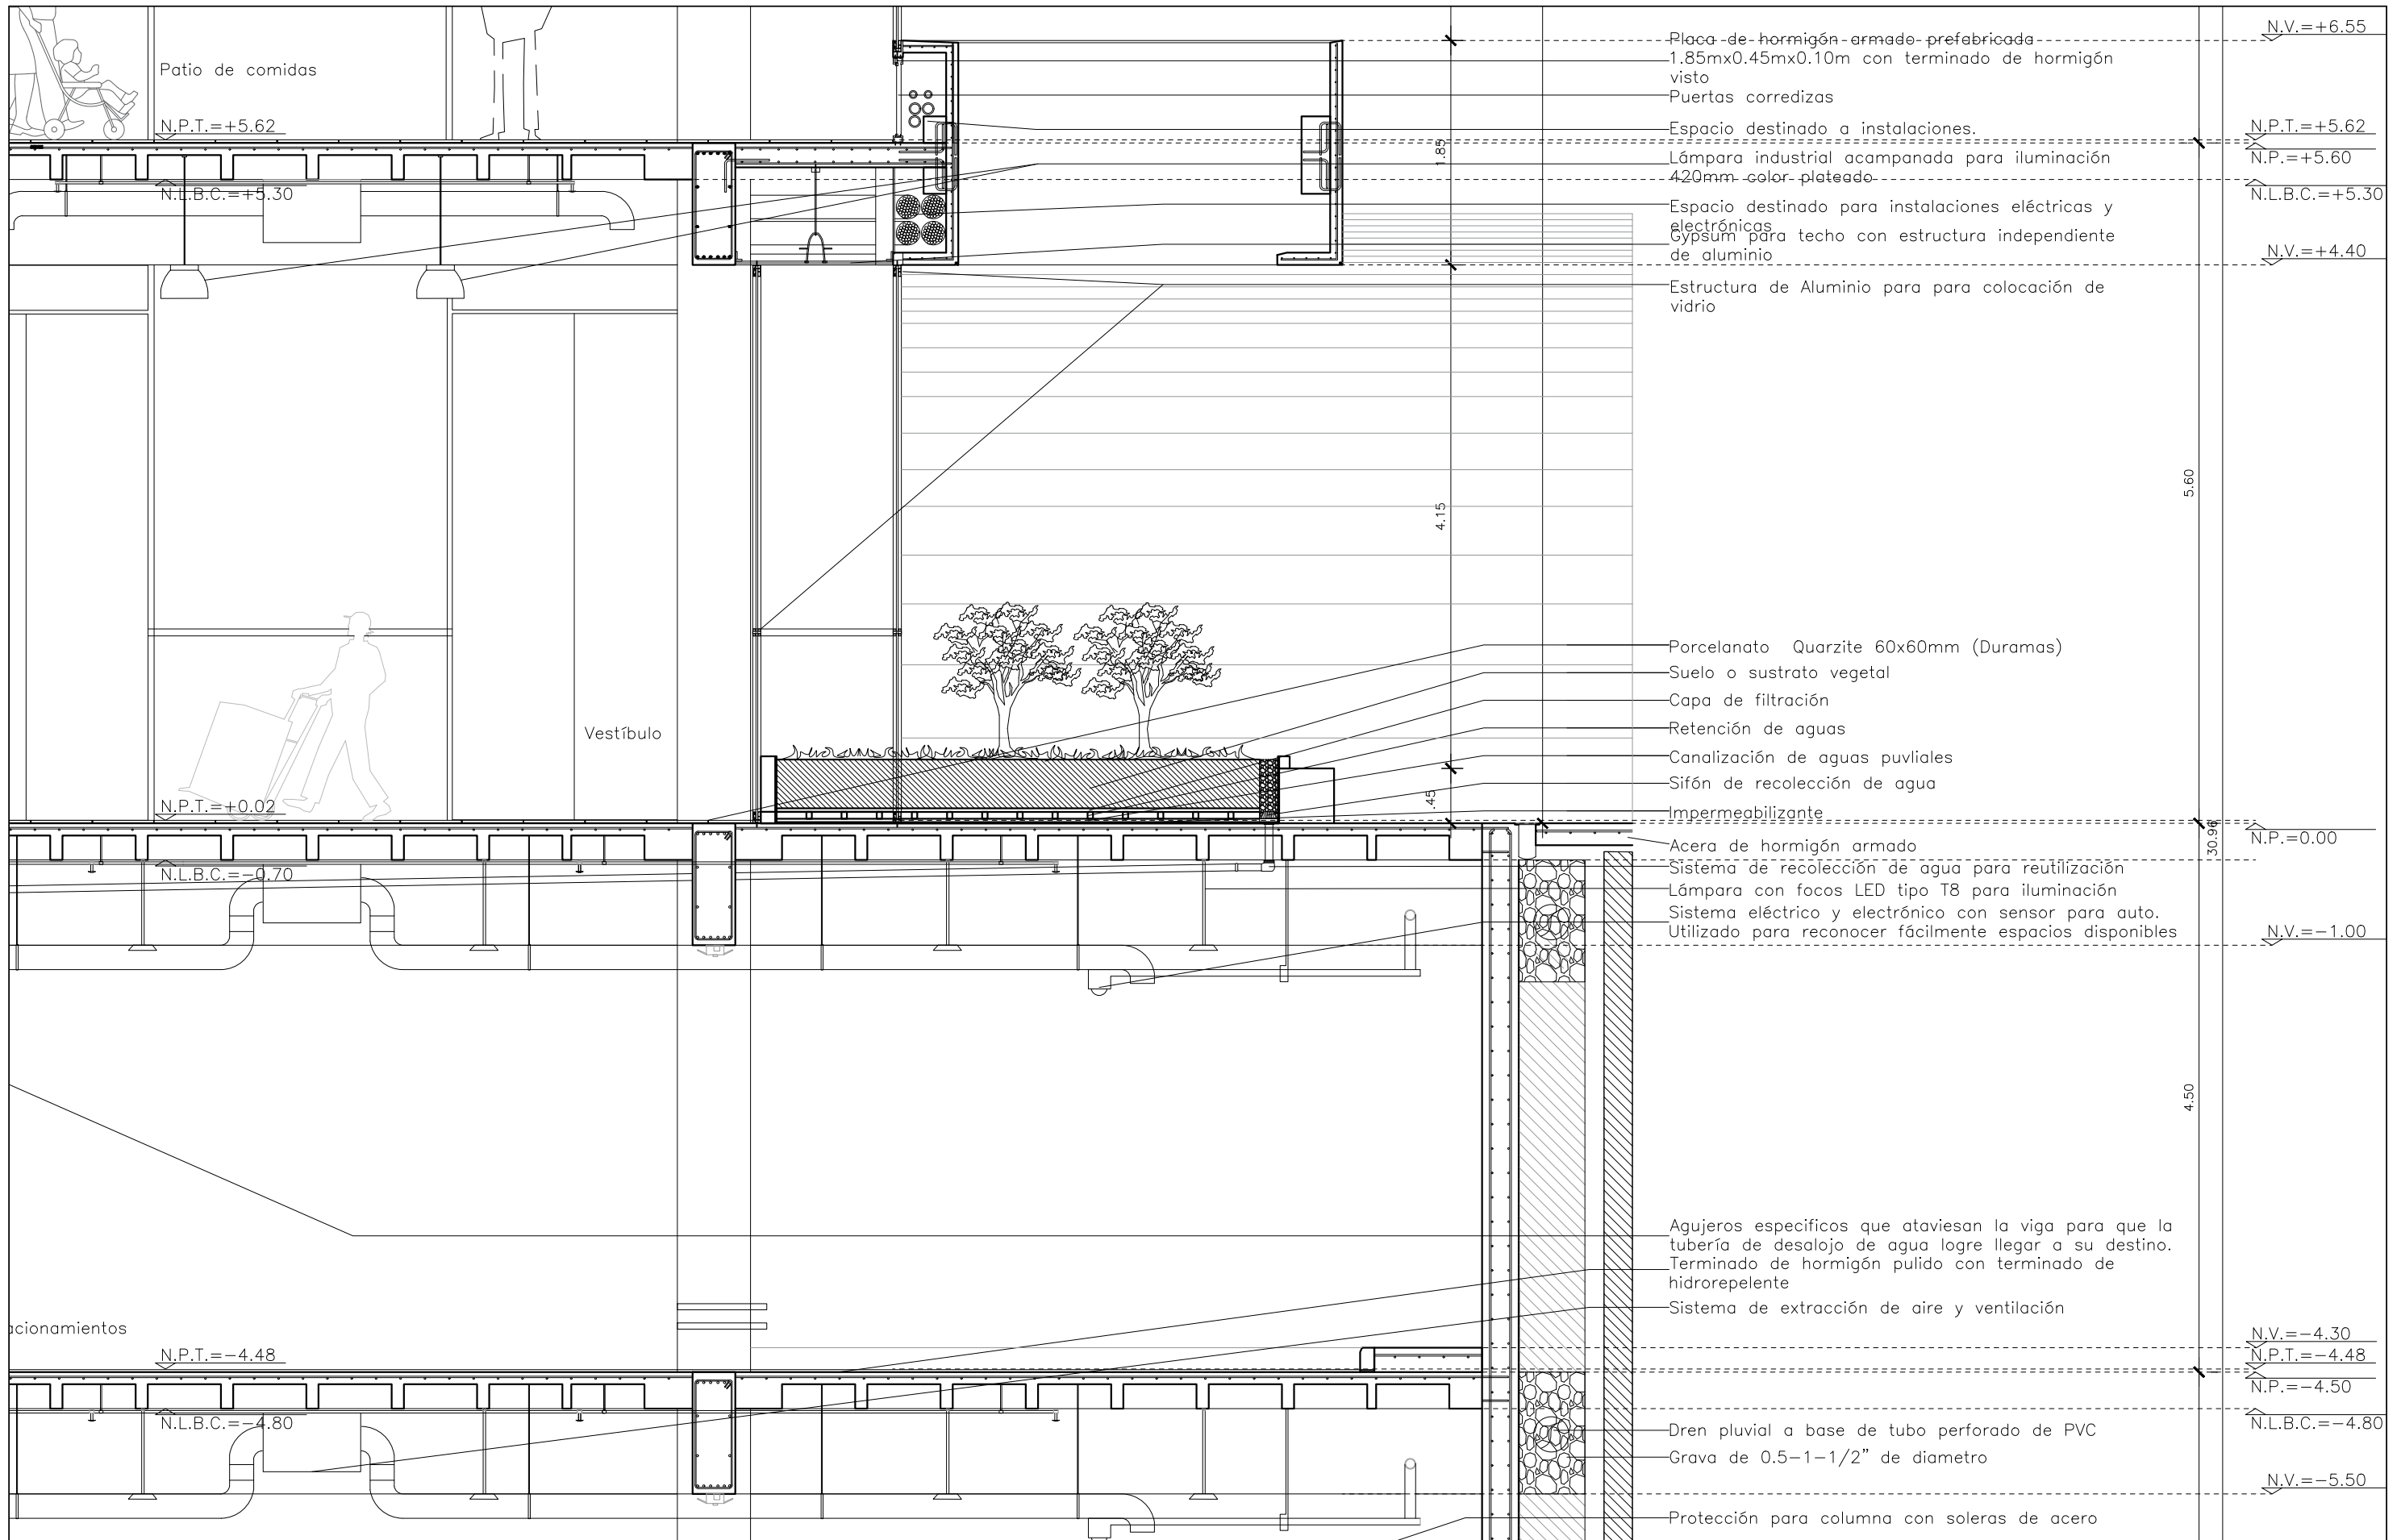 Patio de comidas
N.P.T.=+5.62
N.L.B.C.=+5.30
Vestíbulo
N.P.T.=+0.02
N.L.B.C.=-0.70
acionamientos
N.P.T.=-4.48
N.L.B.C.=-4.80
1.85
4.15
.45
Placa de hormigón armado prefabricada
1.85mx0.45mx0.10m con terminado de hormigón
visto
Puertas corredizas
Espacio destinado a instalaciones.
Lámpara industrial acampanada para iluminación
420mm color plateado
Espacio destinado para instalaciones eléctricas y
electrónicas
Gypsum para techo con estructura independiente
de aluminio
Estructura de Aluminio para para colocación de
vidrio
Porcelanato Quarzite 60x60mm (Duramas)
Suelo o sustrato vegetal
Capa de filtración
Retención de aguas
Canalización de aguas puvliales
Sifón de recolección de agua
Impermeabilizante
Acera de hormigón armado
Sistema de recolección de agua para reutilización
Lámpara con focos LED tipo T8 para iluminación
Sistema eléctrico y electrónico con sensor para auto.
Utilizado para reconocer fácilmente espacios disponibles
Agujeros especificos que ataviesan la viga para que la
tubería de desalojo de agua logre llegar a su destino.
Terminado de hormigón pulido con terminado de
hidrorepelente
Sistema de extracción de aire y ventilación
Dren pluvial a base de tubo perforado de PVC
Grava de 0.5-1-1/2" de diametro
Protección para columna con soleras de acero
5.60
30.96
4.50
N.V.=+6.55
N.P.T.=+5.62
N.P.=+5.60
N.L.B.C.=+5.30
N.V.=+4.40
N.P.=0.00
N.V.=-1.00
N.V.=-4.30
N.P.T.=-4.48
N.P.=-4.50
N.L.B.C.=-4.80
N.V.=-5.50